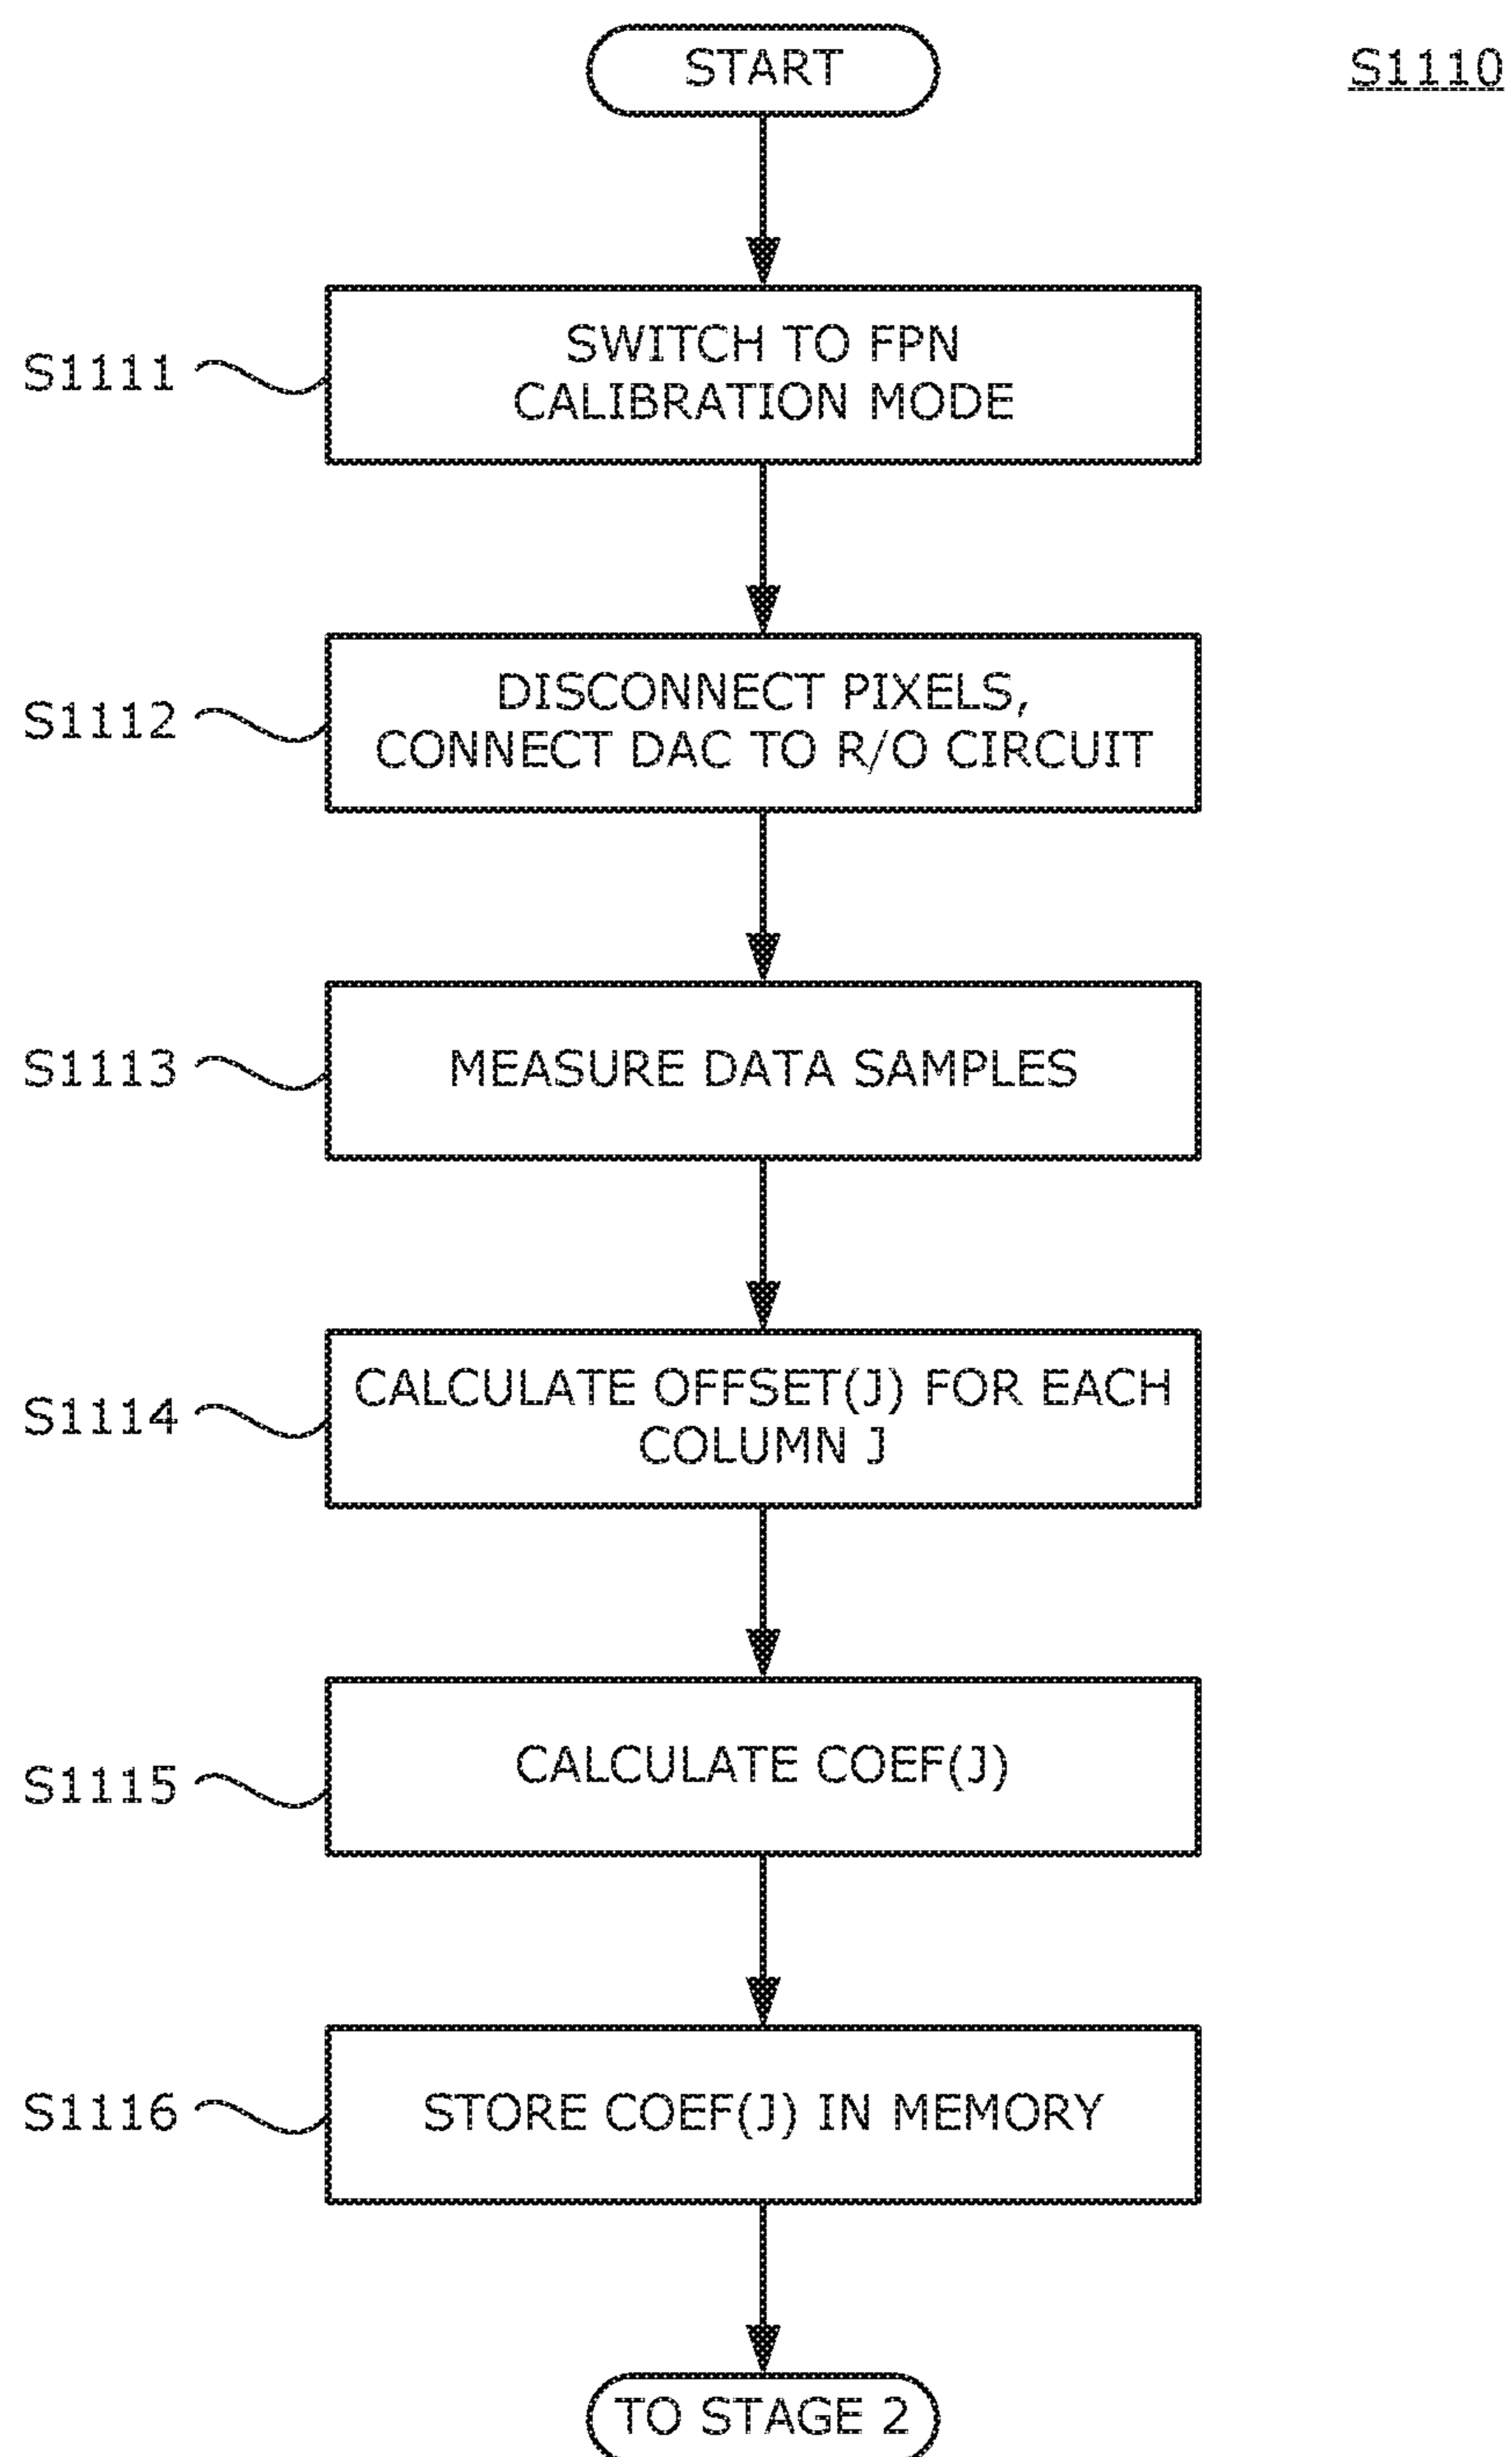 START
S1110
SWITCH TO FPN
CALIBRATION MODE
S1111
DISCONNECT PIXELS,
CONNECT DAC TO R/O CIRCUIT
S1112
MEASURE DATA SAMPLES
S1113
CALCULATE OFFSET(J) FOR EACH
COLUMN J
S1114
CALCULATE COEF(J)
S1115
STORE COEF(J) IN MEMORY
S1116
TO STAGE 2